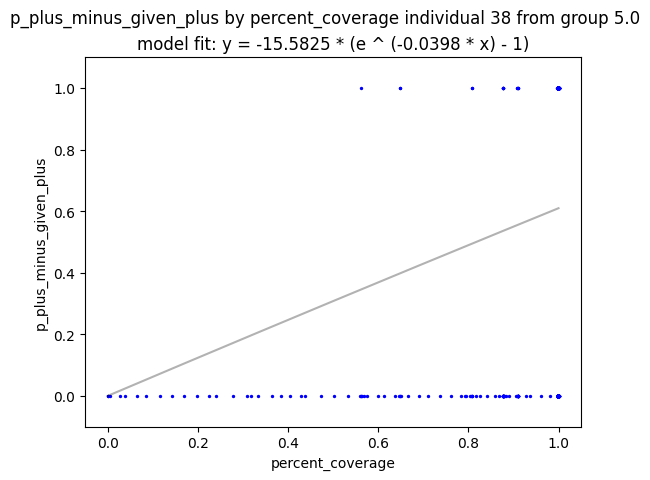 p_plus_minus_given_plus by percent_coverage individual 38 from group 5.0
model fit: y = -15.5825 * (e ^ (-0.0398 * x) - 1)
1.0
0.8
0.6
0.4
0.2
0.0
p_plus_minus_given_plus
0.0 0.2 0.4 0.6 0.8 1.0
percent_coverage